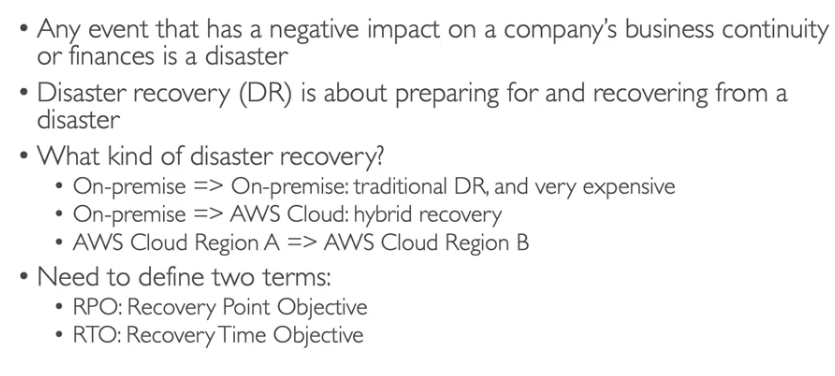 • Any event that has a negative impact on a company's business continuity
or finances is a disaster
• Disaster recovery (DR) is about preparing for and recovering from a
disaster
• What kind of disaster recovery?
• On-premise => On-premise: traditional DR, and very expensive
• On-premise => AWS Cloud: hybrid recovery
• AWS Cloud Region A => AWS Cloud Region B
• Need to define two terms:
• RPO: Recovery Point Objective
• RTO: Recovery Time Objective